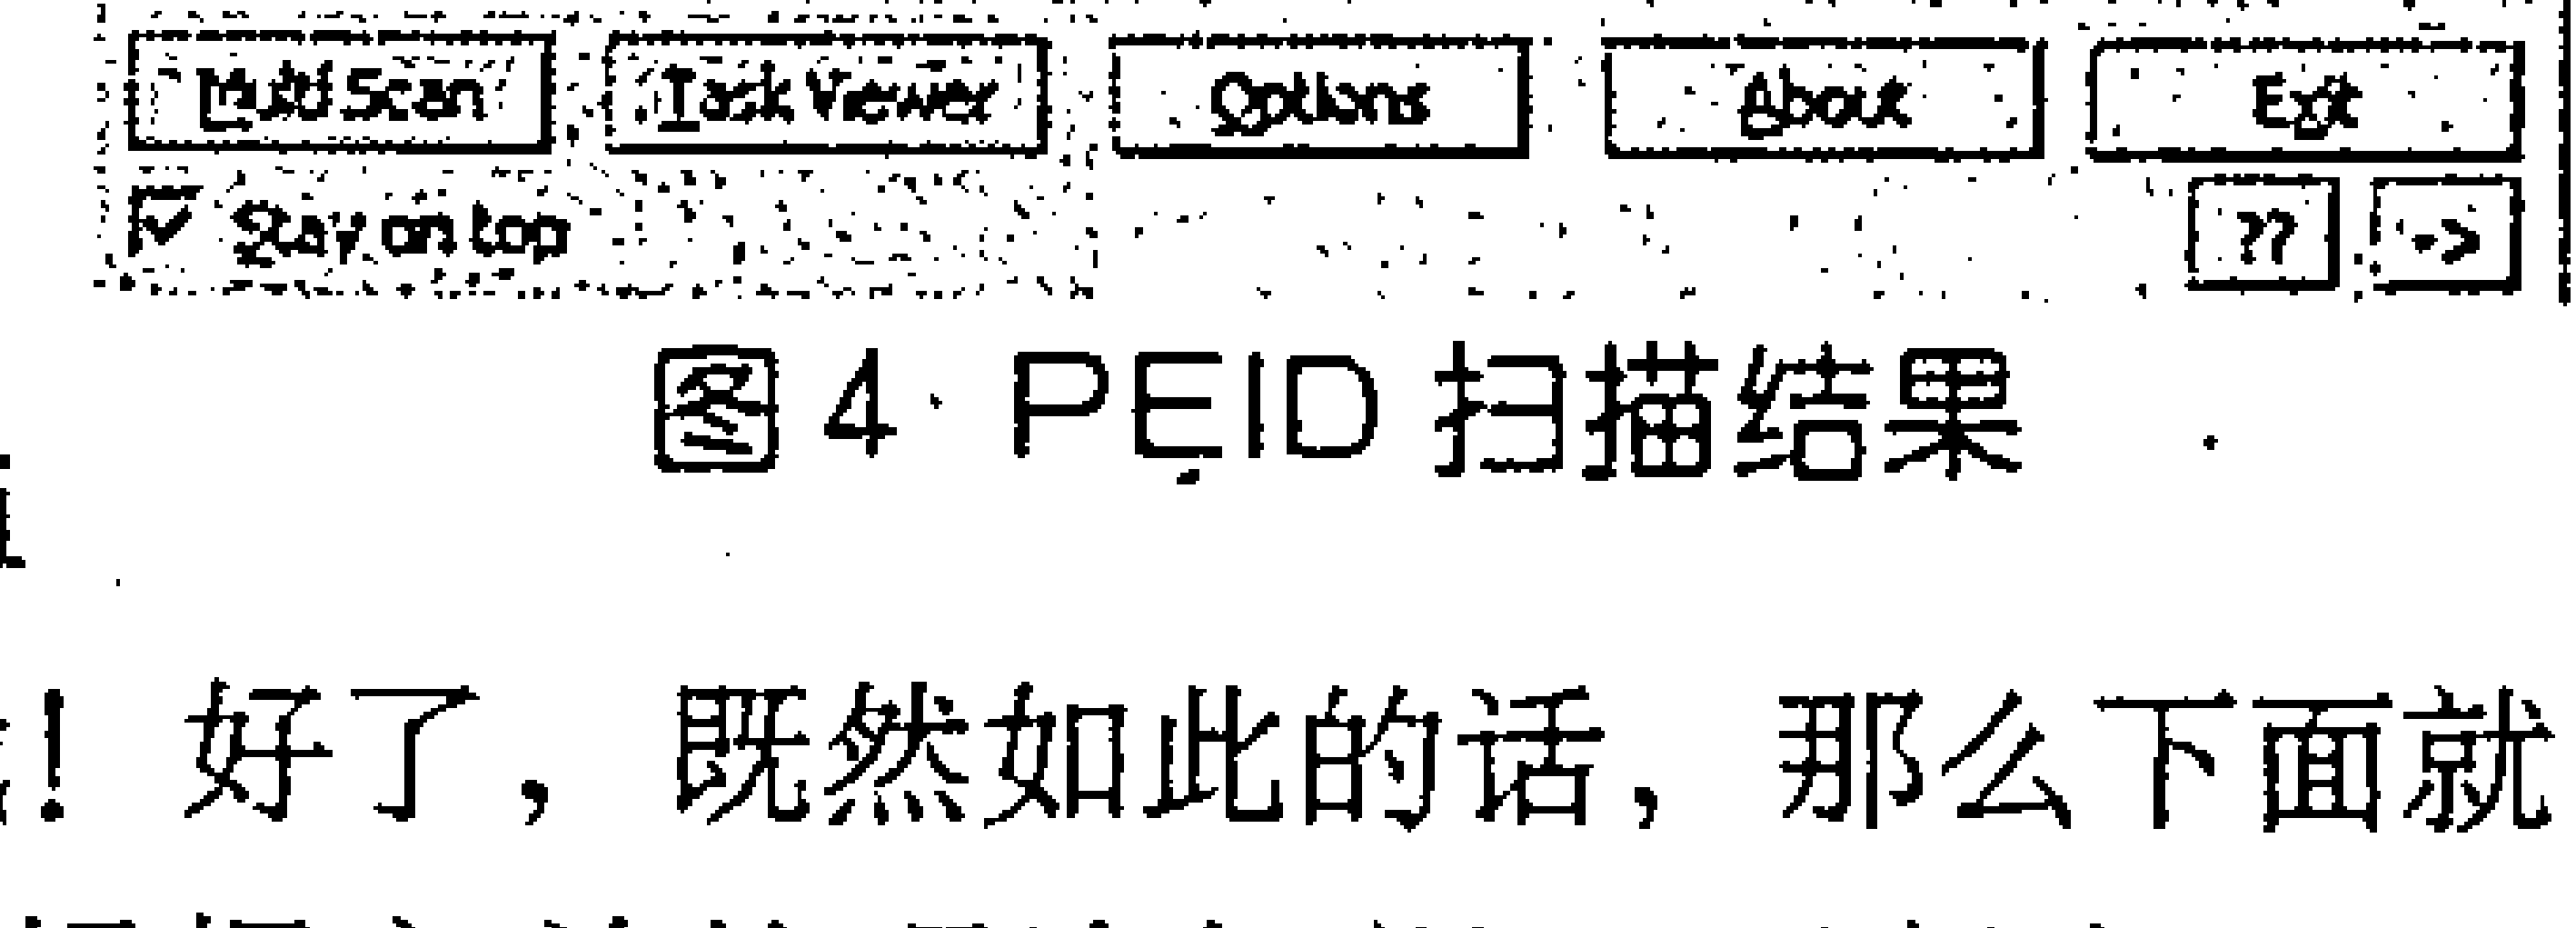 Multi Scan Task Viewer Options About Exit
Stay on top ?? ->
图 4 PEID 扫描结果
！好了，既然如此的话，那么下面就